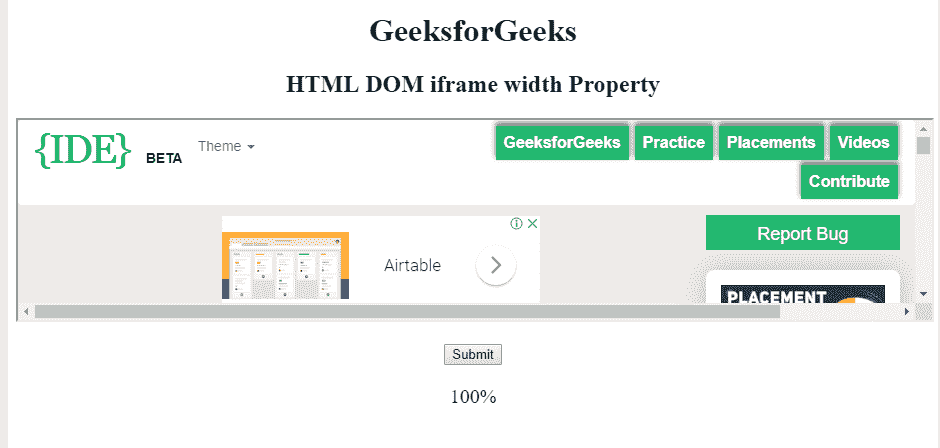 GeeksforGeeks
HTML DOM iframe width Property
{IDE} BETA Theme GeeksforGeeks Practice Placements Videos
Contribute
Airtable
Report Bug
PLACEMENT
Submit
100%